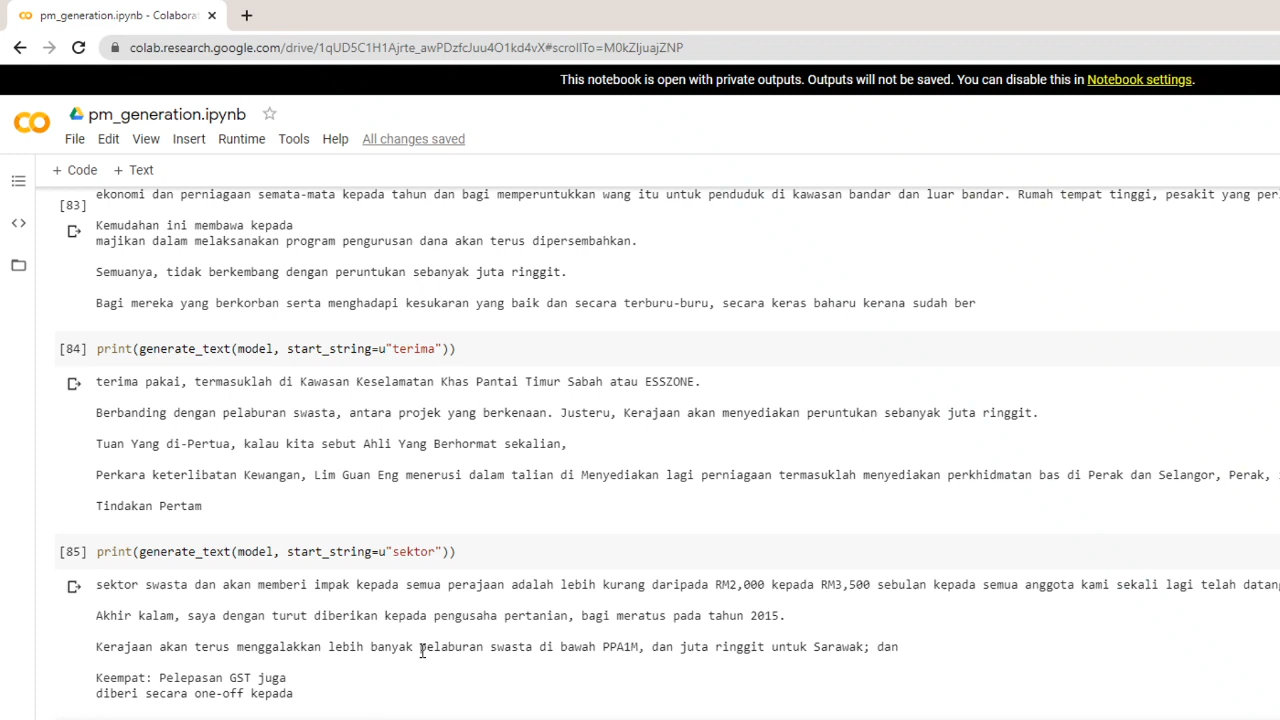 pm_generation.ipynb - Colabora
colab.research.google.com/drive/1qUD5C1H1Ajrte_awPDzfcJuu4O1kd4vX#scrollTo=M0kZIjuajZNP
This notebook is open with private outputs. Outputs will not be saved. You can disable this in Notebook settings.
pm_generation.ipynb
File Edit View Insert Runtime Tools Help All changes saved
+ Code + Text
ekonomi dan perniagaan semata-mata kepada tahun dan bagi memperuntukkan wang itu untuk penduduk di kawasan bandar dan luar bandar. Rumah tempat tinggi, pesakit yang per
[83]
Kemudahan ini membawa kepada
majikan dalam melaksanakan program pengurusan dana akan terus dipersembahkan.
Semuanya, tidak berkembang dengan peruntukan sebanyak juta ringgit.
Bagi mereka yang berkorban serta menghadapi kesukaran yang baik dan secara terburu-buru, secara keras baharu kerana sudah ber
[84] print(generate_text(model, start_string=u"terima"))
terima pakai, termasuklah di Kawasan Keselamatan Khas Pantai Timur Sabah atau ESSZONE.
Berbanding dengan pelaburan swasta, antara projek yang berkenaan. Justeru, Kerajaan akan menyediakan peruntukan sebanyak juta ringgit.
Tuan Yang di-Pertua, kalau kita sebut Ahli Yang Berhormat sekalian,
Perkara keterlibatan Kewangan, Lim Guan Eng menerusi dalam talian di Menyediakan lagi perniagaan termasuklah menyediakan perkhidmatan bas di Perak dan Selangor, Perak,
Tindakan Pertam
[85] print(generate_text(model, start_string=u"sektor"))
sektor swasta dan akan memberi impak kepada semua perajaan adalah lebih kurang daripada RM2,000 kepada RM3,500 sebulan kepada semua anggota kami sekali lagi telah datang
Akhir kalam, saya dengan turut diberikan kepada pengusaha pertanian, bagi meratus pada tahun 2015.
Kerajaan akan terus menggalakkan lebih banyak pelaburan swasta di bawah PPA1M, dan juta ringgit untuk Sarawak; dan
Keempat: Pelepasan GST juga
diberi secara one-off kepada